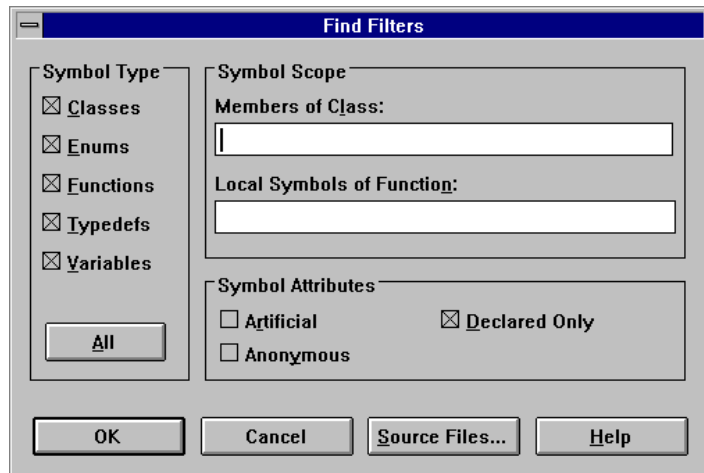 Find Filters
Symbol Type
Classes
Enums
Functions
Typedefs
Variables
All
Symbol Scope
Members of Class:
Local Symbols of Function:
Symbol Attributes
Artificial
Declared Only
Anonymous
OK
Cancel
Source Files...
Help